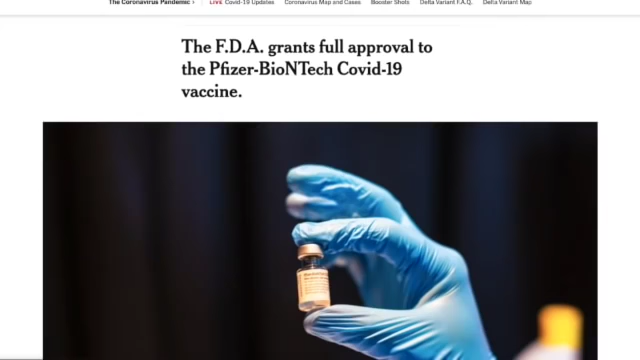 The Coronavirus Pandemic › LIVE Covid-19 Updates Coronavirus Map and Cases Booster Shots Delta Variant F.A.Q. Delta Variant Map
The F.D.A. grants full approval to
the Pfizer-BioNTech Covid-19
vaccine.